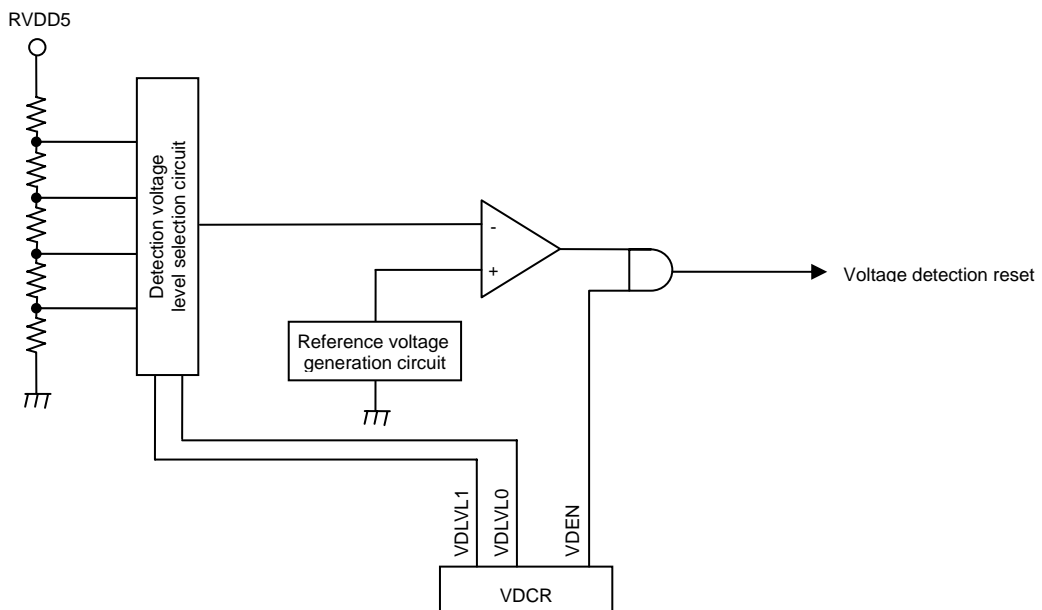 RVDD5
Detection voltage
level selection circuit
-
+
Voltage detection reset
Reference voltage
generation circuit
VDLVL1
VDLVL0
VDEN
VDCR